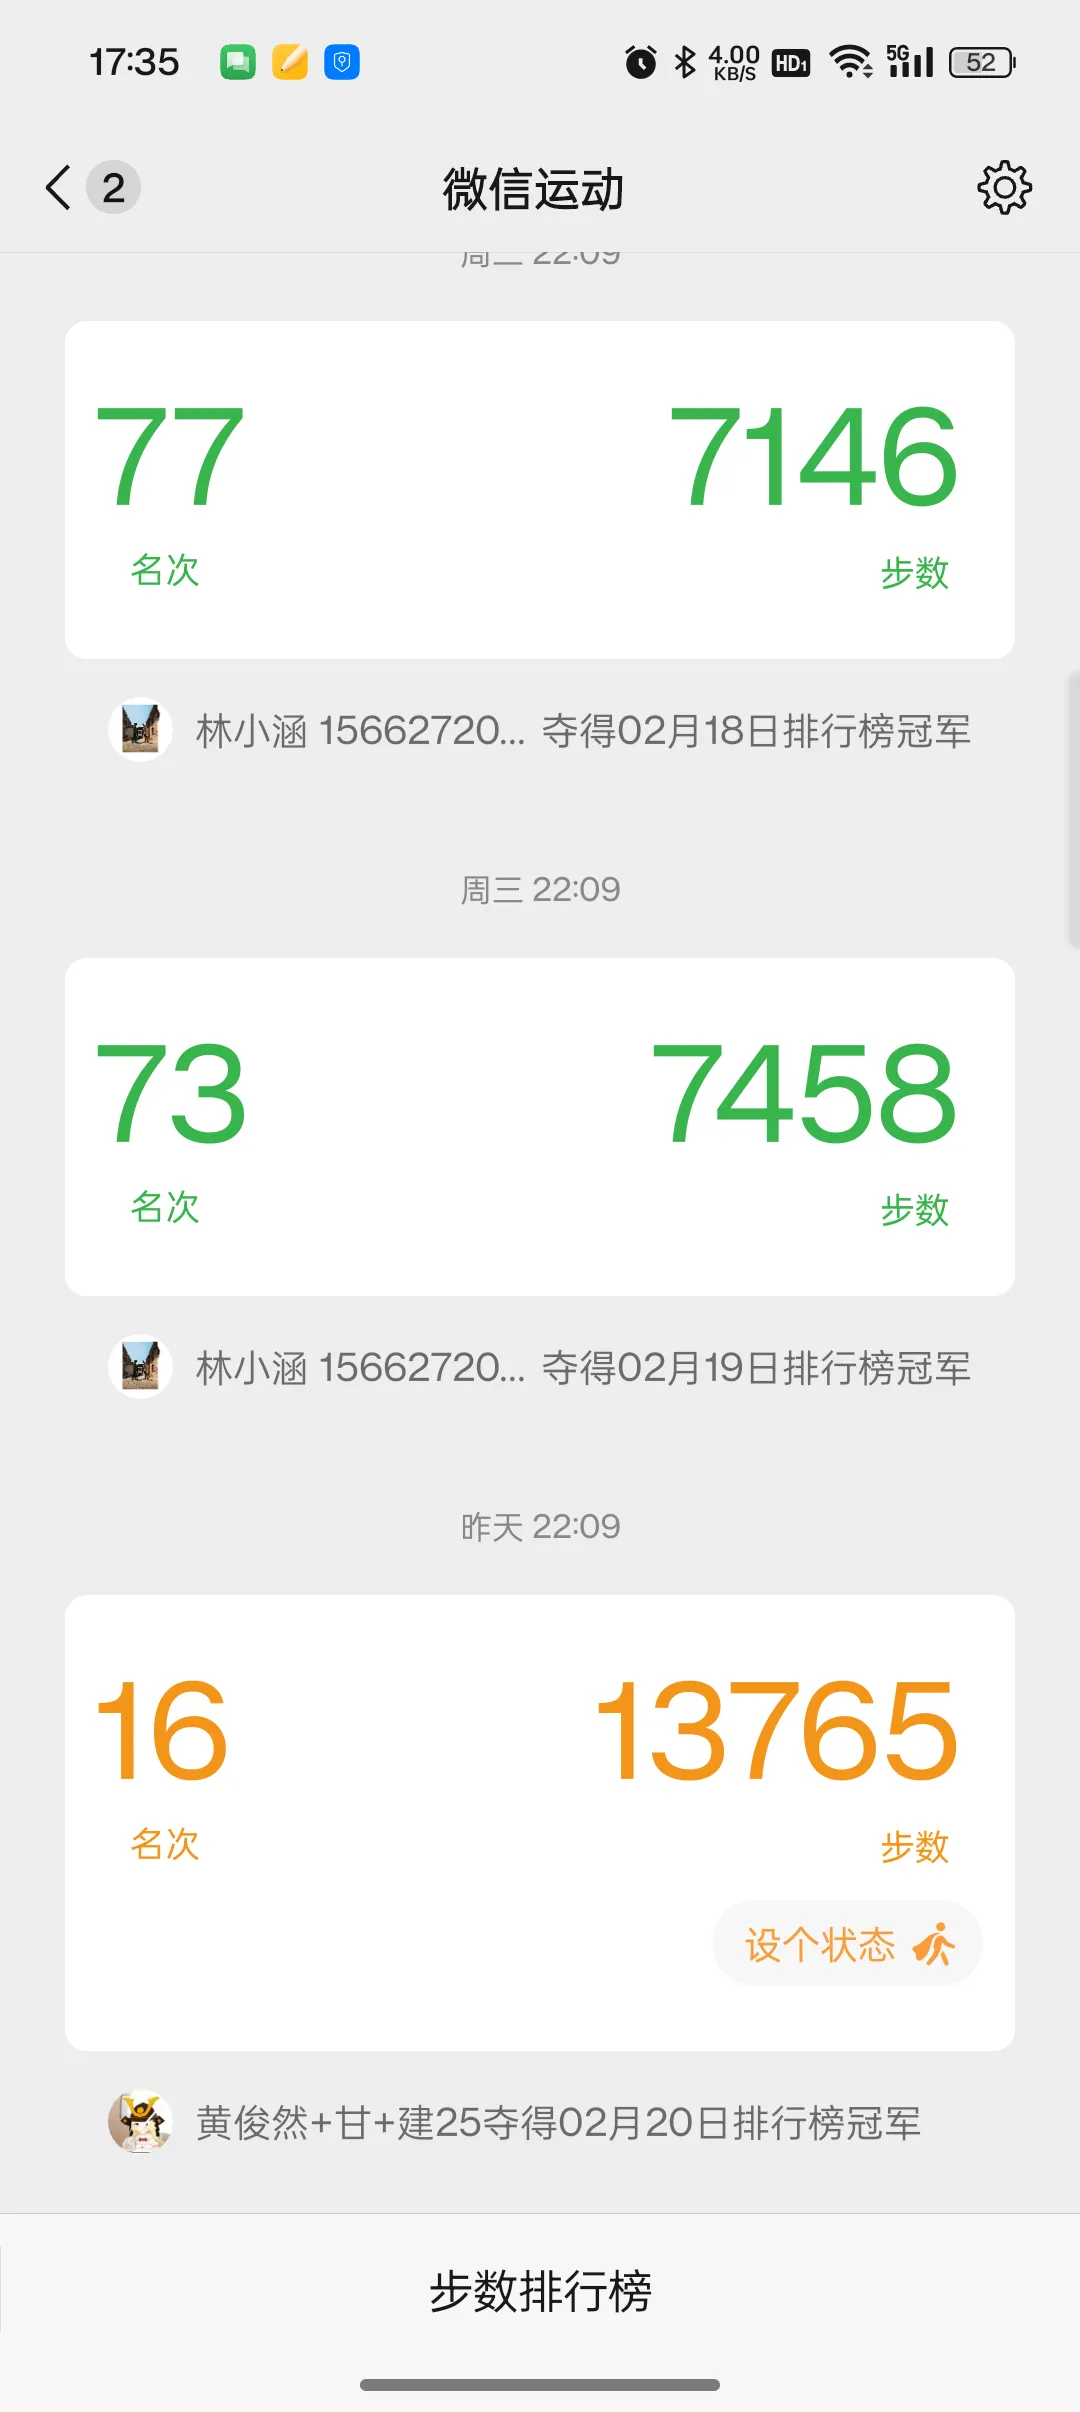 17:35
4.00 KB/S HD1 5G 52
2 微信运动
周二 22:09
77 7146
名次 步数
林小涵 15662720... 夺得02月18日排行榜冠军
周三 22:09
73 7458
名次 步数
林小涵 15662720... 夺得02月19日排行榜冠军
昨天 22:09
16 13765
名次 步数
设个状态
黄俊然+甘+建25夺得02月20日排行榜冠军
步数排行榜